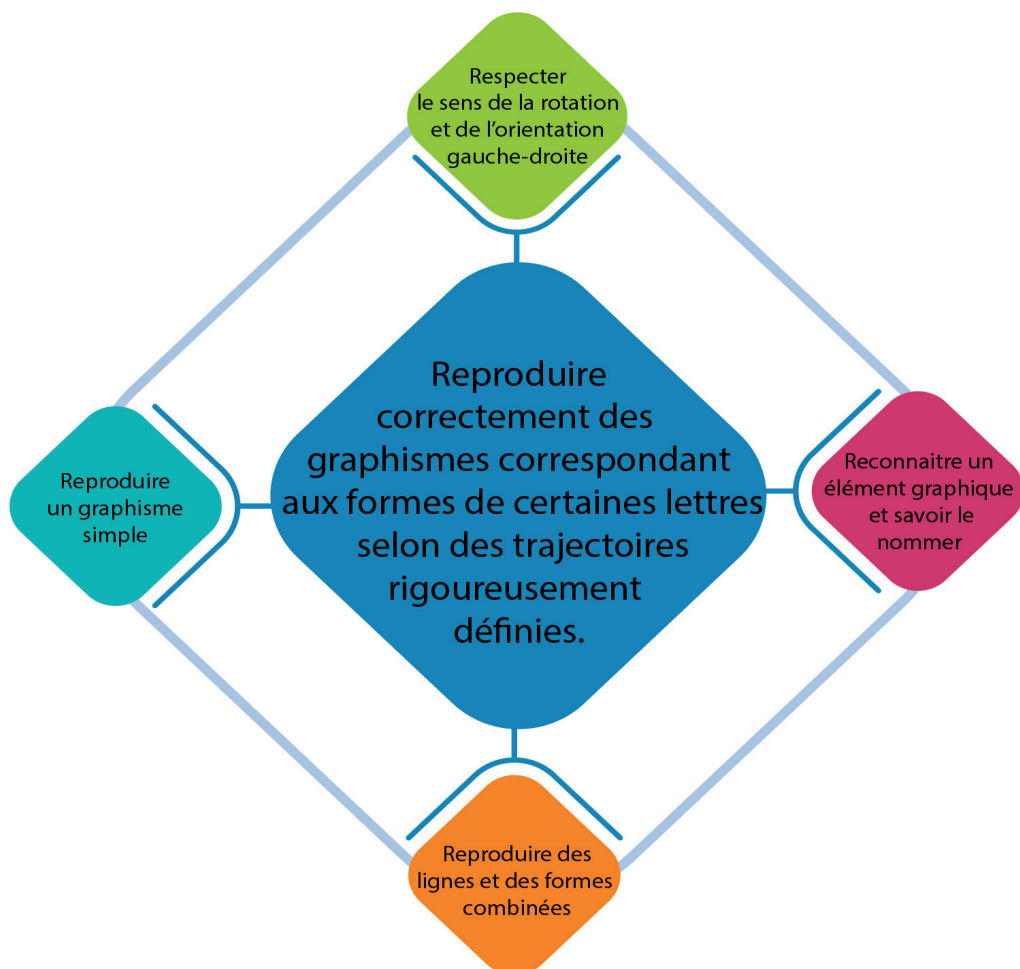 Respecter
le sens de la rotation
et de l'orientation
gauche-droite
Reproduire
correctement des
graphismes correspondant
aux formes de certaines lettres
selon des trajectoires
rigoureusement
définies.
Reproduire
un graphisme
simple
Reconnaitre un
élément graphique
et savoir le
nommer
Reproduire des
lignes et des formes
combinées